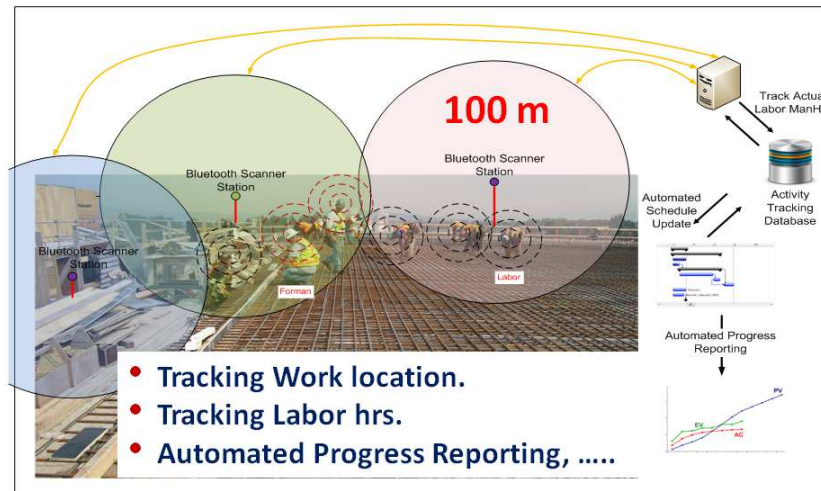 100 m
Bluetooth Scanner
Station
Bluetooth Scanner
Station
Bluetooth Scanner
Station
Forman
Labor
Track Actual
Labor ManH
Activity
Tracking
Database
Automated
Schedule
Update
Automated Progress
Reporting
PV
EV
AC
• Tracking Work location.
• Tracking Labor hrs.
• Automated Progress Reporting, …..